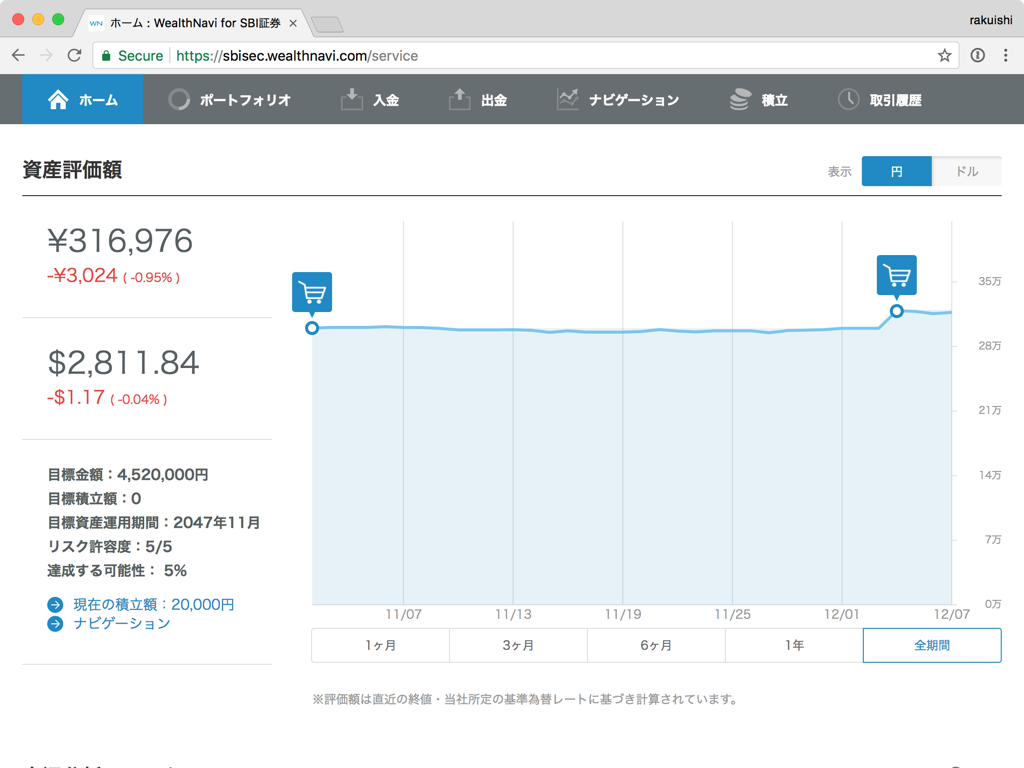 WN ホーム : WealthNavi for SBI証券 ×
rakuishi
Secure https://sbisec.wealthnavi.com/service
ホーム ポートフォリオ 入金 出金 ナビゲーション 積立 取引履歴
資産評価額
表示 円 ドル
¥316,976
-¥3,024 ( -0.95% )
$2,811.84
-$1.17 ( -0.04% )
目標金額：4,520,000円
目標積立額：0
目標資産運用期間：2047年11月
リスク許容度：5/5
達成する可能性： 5%
現在の積立額：20,000円
ナビゲーション
35万
28万
21万
14万
7万
0万
11/07 11/13 11/19 11/25 12/01 12/07
1ヶ月 3ヶ月 6ヶ月 1年 全期間
※評価額は直近の終値・当社所定の基準為替レートに基づき計算されています。